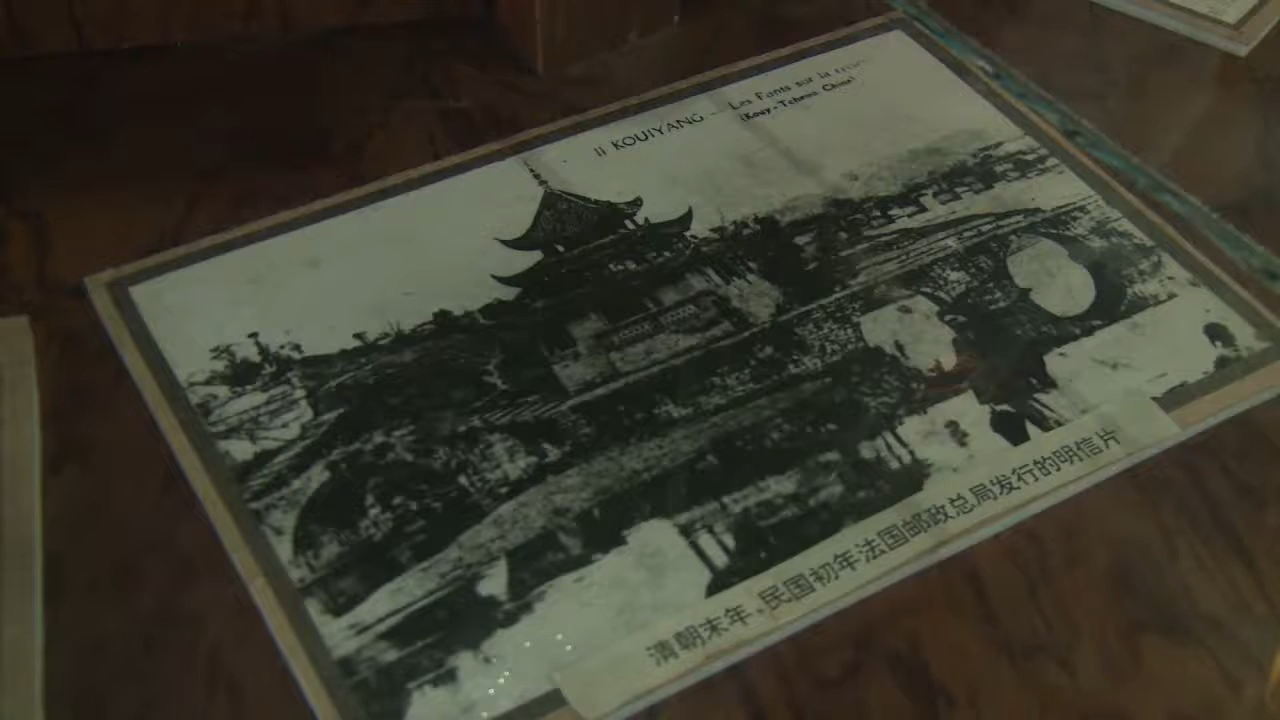 11 KOUIYANG - Les Ponts sur la
(Kouy-Tcheou Chine)
清朝末年、民国初年法国邮政总局发行的明信片